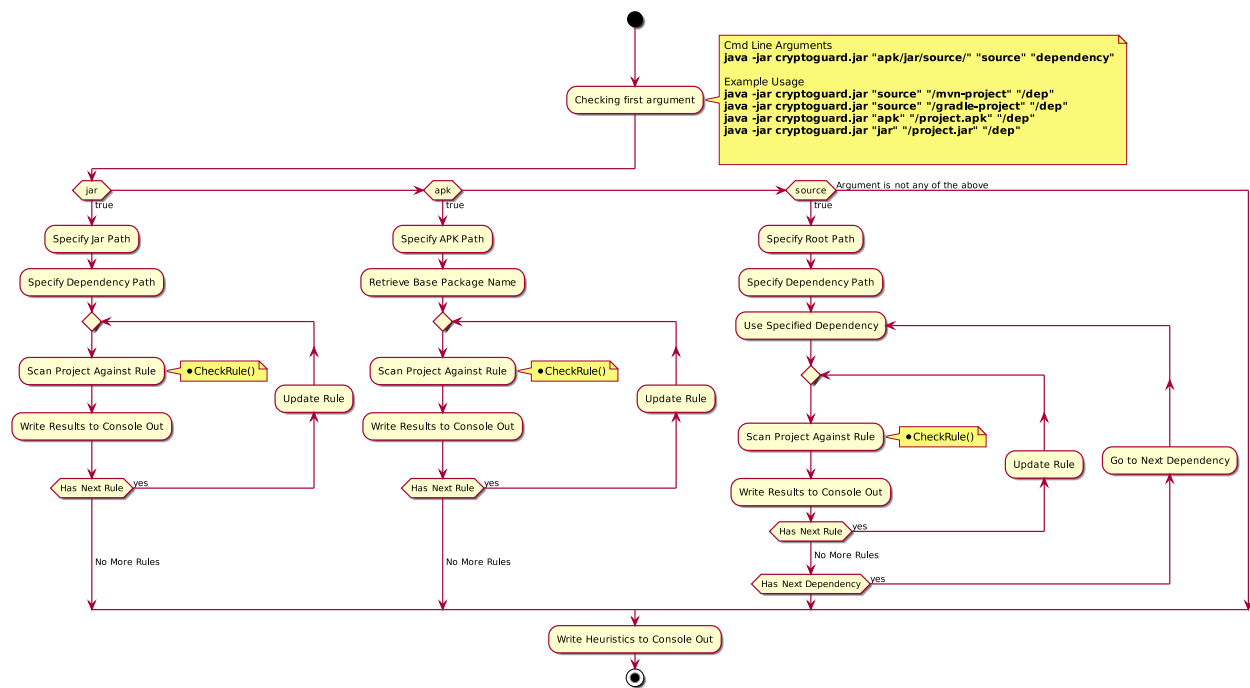 Cmd Line Arguments
java -jar cryptoguard.jar "apk/jar/source/" "source" "dependency"
Example Usage
java -jar cryptoguard.jar "source" "/mvn-project" "/dep"
java -jar cryptoguard.jar "source" "/gradle-project" "/dep"
java -jar cryptoguard.jar "apk" "/project.apk" "/dep"
java -jar cryptoguard.jar "jar" "/project.jar" "/dep"
Checking first argument
jar
true
Specify Jar Path
Specify Dependency Path
Scan Project Against Rule
•CheckRule()
Update Rule
Write Results to Console Out
Has Next Rule
yes
No More Rules
apk
true
Specify APK Path
Retrieve Base Package Name
Scan Project Against Rule
•CheckRule()
Update Rule
Write Results to Console Out
Has Next Rule
yes
No More Rules
source
Argument is not any of the above
true
Specify Root Path
Specify Dependency Path
Use Specified Dependency
Scan Project Against Rule
•CheckRule()
Update Rule
Go to Next Dependency
Write Results to Console Out
Has Next Rule
yes
No More Rules
Has Next Dependency
yes
Write Heuristics to Console Out